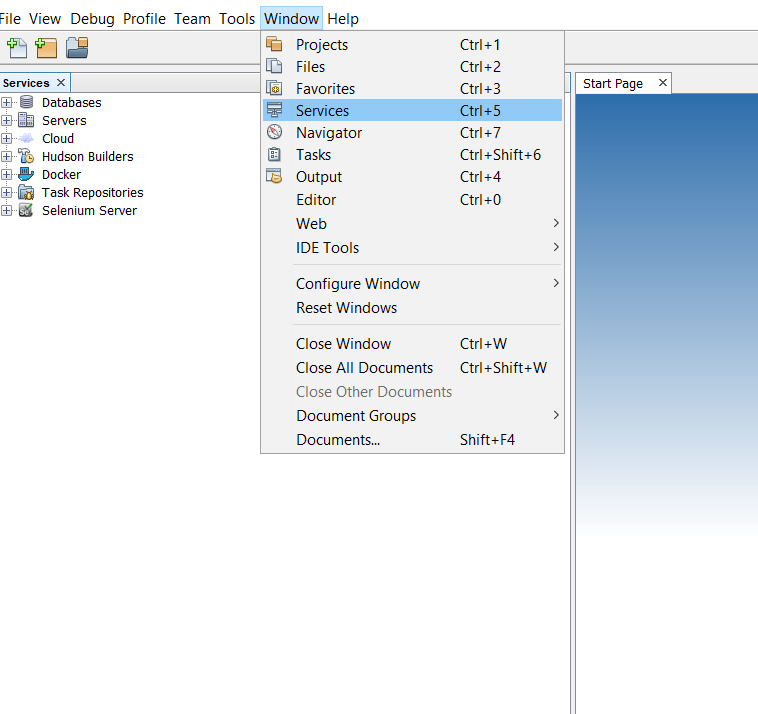 File View Debug Profile Team Tools Window Help
Services
Databases
Servers
Cloud
Hudson Builders
Docker
Task Repositories
Selenium Server
Projects Ctrl+1
Files Ctrl+2
Favorites Ctrl+3
Services Ctrl+5
Navigator Ctrl+7
Tasks Ctrl+Shift+6
Output Ctrl+4
Editor Ctrl+0
Web
IDE Tools
Configure Window
Reset Windows
Close Window Ctrl+W
Close All Documents Ctrl+Shift+W
Close Other Documents
Document Groups
Documents... Shift+F4
Start Page